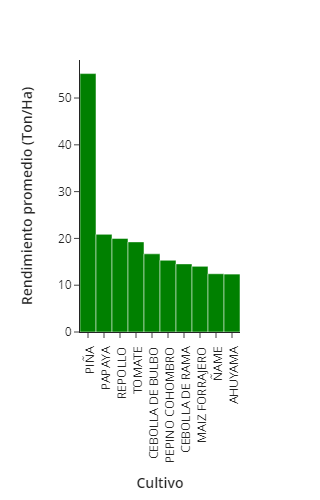 Rendimiento promedio (Ton/Ha)
50
40
30
20
10
0
PIÑA
PAPAYA
REPOLLO
TOMATE
CEBOLLA DE BULBO
PEPINO COHOMBRO
CEBOLLA DE RAMA
MAIZ FORRAJERO
ÑAME
AHUYAMA
Cultivo